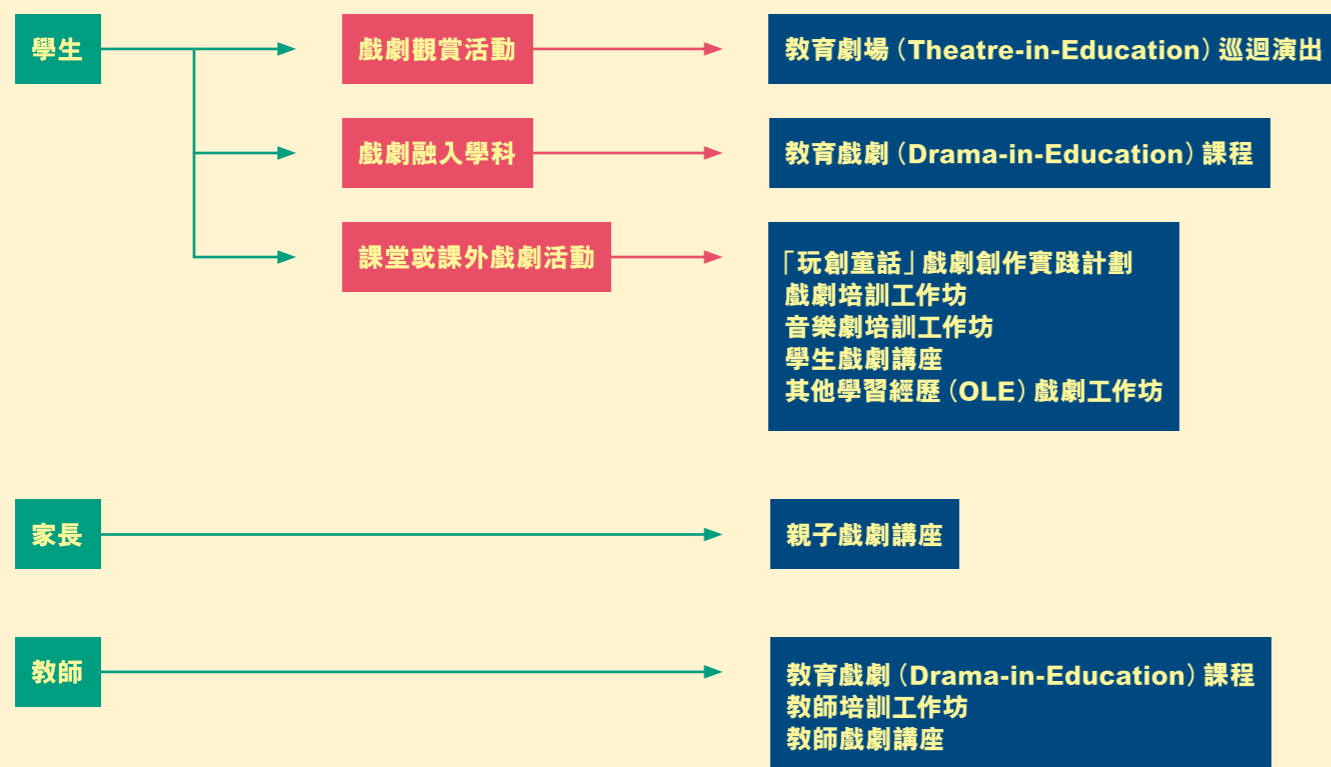 學生
戲劇觀賞活動
教育劇場（Theatre-in-Education）巡迴演出
戲劇融入學科
教育戲劇（Drama-in-Education）課程
課堂或課外戲劇活動
「玩創童話」戲劇創作實踐計劃
戲劇培訓工作坊
音樂劇培訓工作坊
學生戲劇講座
其他學習經歷（OLE）戲劇工作坊
家長
親子戲劇講座
教師
教育戲劇（Drama-in-Education）課程
教師培訓工作坊
教師戲劇講座